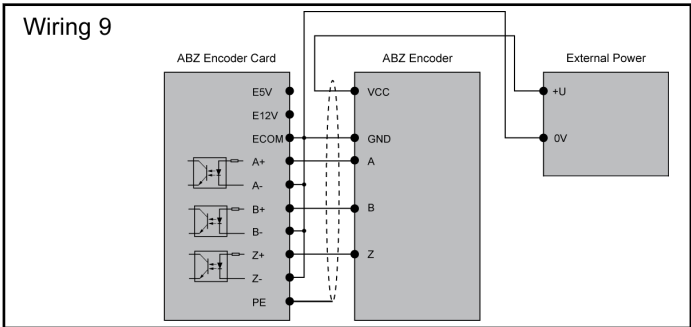 Wiring 9
ABZ Encoder Card
ABZ Encoder
External Power
E5V
VCC
+U
E12V
ECOM
GND
0V
A+
A
A-
B+
B
B-
Z+
Z
Z-
PE